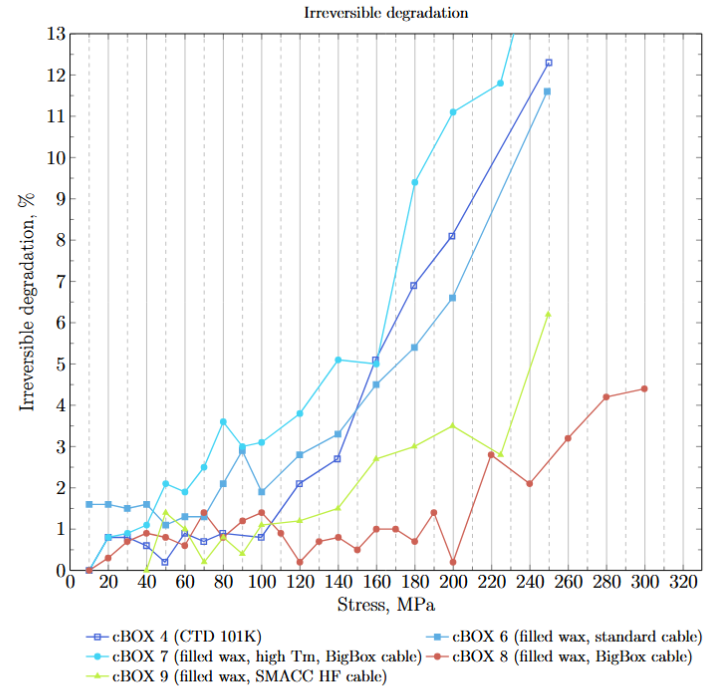 Irreversible degradation
13
12
11
10
9
8
7
6
5
4
3
2
1
0
Irreversible degradation, %
0 20 40 60 80 100 120 140 160 180 200 220 240 260 280 300 320
Stress, MPa
cBOX 4 (CTD 101K) cBOX 6 (filled wax, standard cable)
cBOX 7 (filled wax, high Tm, BigBox cable) cBOX 8 (filled wax, BigBox cable)
cBOX 9 (filled wax, SMACC HF cable)